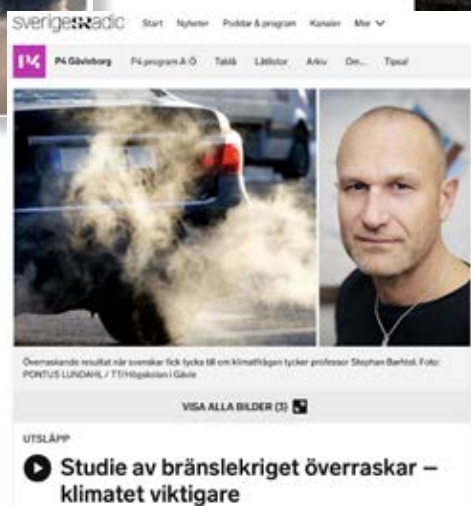 sverigesradio Start Nyheter Poddar & program Kanaler Mer
P4 P4 Gävleborg P4 program A-Ö Tablå Låtlistor Arkiv Om... Tipsa!
Överraskande resultat när svenskar fick tycka till om klimatfrågan tycker professor Stephan Barthel. Foto:
PONTUS LUNDAHL / TT/Högskolan i Gävle
VISA ALLA BILDER (3)
UTSLÄPP
Studie av bränslekriget överraskar –
klimatet viktigare